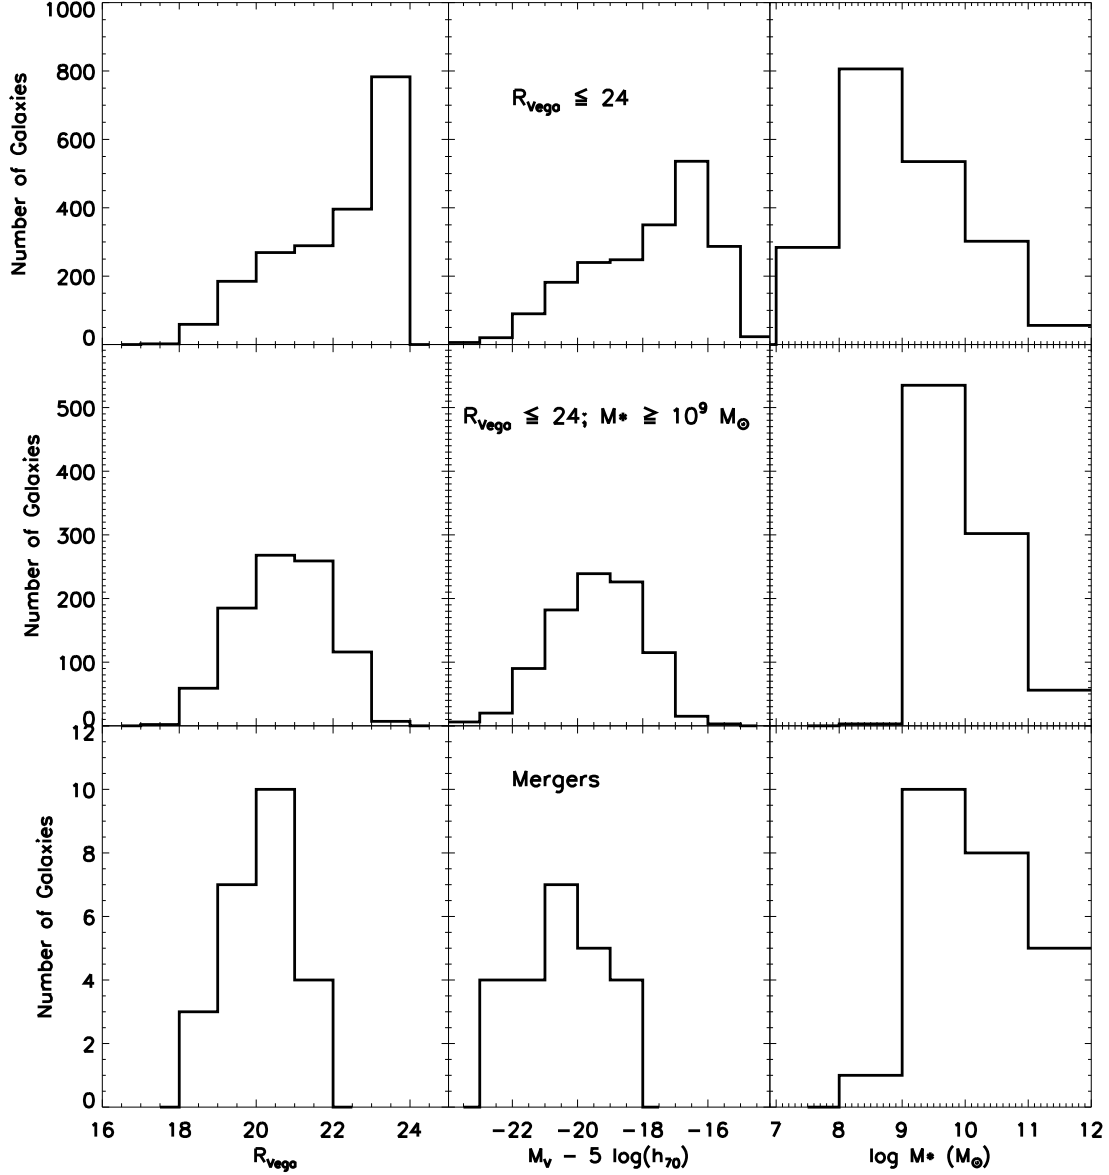 1000
800
600
400
200
0
Number of Galaxies
R_Vega ≦ 24
500
400
300
200
100
0
Number of Galaxies
R_Vega ≦ 24; M* ≧ 10^9 M_⊙
12
10
8
6
4
2
0
Number of Galaxies
Mergers
16 18 20 22 24 −22 −20 −18 −16 7 8 9 10 11 12
R_Vega M_V − 5 log(h_70) log M* (M_⊙)